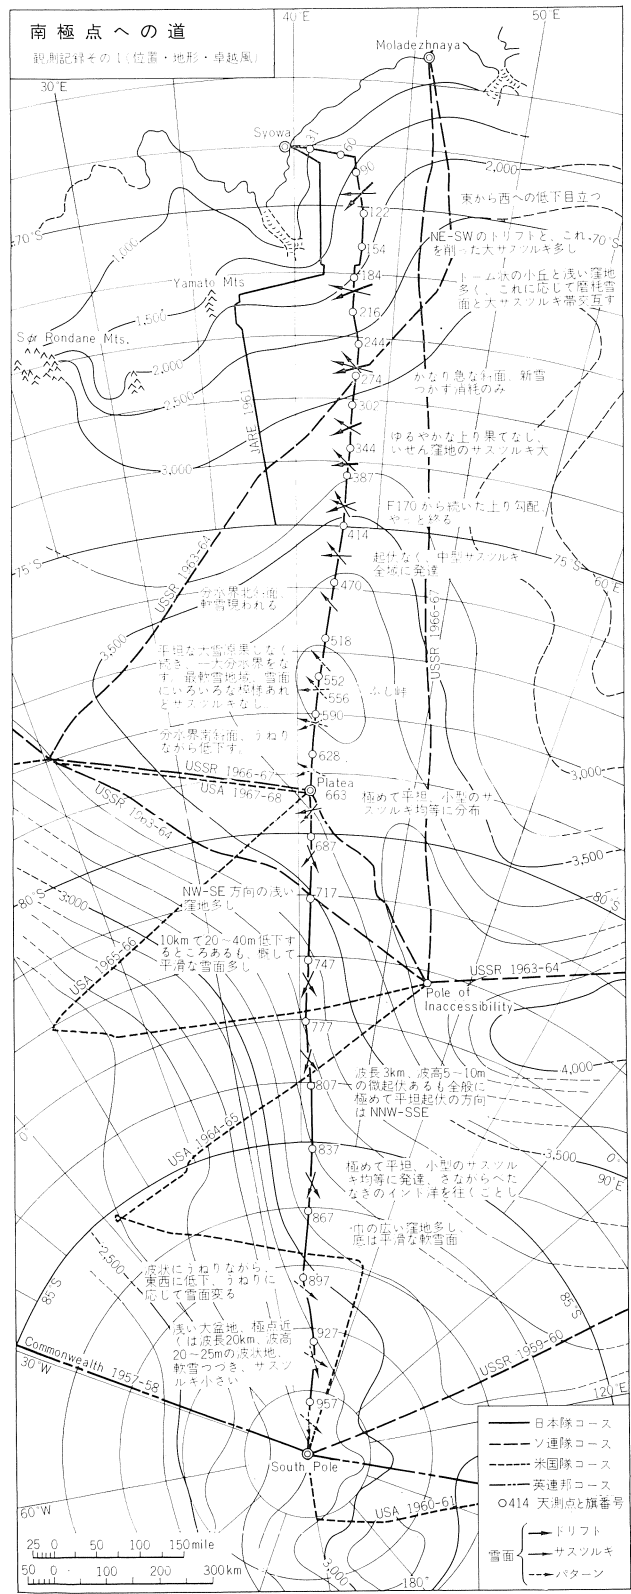 南極点への道
観測記録その1(位置・地形・卓越風)
40°E
50°E
Moladezhnaya
30°E
Syowa
31
60
90
2,000
東から西への低下目立つ
122
NE-SWのドリフトと、これ
を削った大サスツルギ多し
70°S
70°S
154
1,000
ドーム状の小丘と浅い窪地
多く、これに応じて磨耗雪
面と大サスツルギ帯交互す
184
Yamato Mts
216
1,500
Sør Rondane Mts.
244
2,000
274
かなり急な斜面、新雪
つかず消耗のみ
2,500
302
JARE 1961
ゆるやかな上り果てなし、
いぜん窪地のサスツルギ大
344
3,000
387
F170から続いた上り勾配、
やっと終る
414
75°S
75°S
起伏なく、中型サスツルギ
全域に発達
60°E
470
USSR 1963-64
分水界北斜面、
軟雪現われる
USSR 1966-67
3,500
518
平坦な大雪原果しなく
続き、一大分水界をな
す。最軟雪地域、雪面
にいろいろな模様あれ
どサスツルギなし
552
556
ふじ峠
590
分水界南斜面、うねり
ながら低下す。
628
USSR 1966-67
USA 1967-68
Platea
663
3,000
USSR 1963-64
極めて平坦、小型のサ
スツルギ均等に分布
687
3,500
80°S
3,000
NW-SE方向の浅い
窪地多し
717
80°S
10kmで20~40m低下す
るところあるも、概して
平滑な雪面多し
USA 1965-66
747
USSR 1963-64
Pole of
Inaccessibility
777
4,000
波長3km、波高5~10m
の微起伏あるも全般に
極めて平坦起伏の方向
はNNW-SSE
807
0°
USA 1964-65
837
3,500
0°
極めて平坦、小型のサスツル
ギ均等に発達、さながらべた
なぎのインド洋を往くごとし
90°E
867
巾の広い窪地多し、
底は平滑な軟雪面
2,500
波状にうねりながら、
東西に低下、うねりに
応じて雪面変る
897
85°S
85°S
浅い大盆地、極点近
くは波長20km、波高
20~25mの波状地、
軟雪つづき、サスツ
ルギ小さい
927
Commonwealth 1957-58
30°W
USSR 1959-60
957
120°E
South Pole
日本隊コース
ソ連隊コース
米国隊コース
英連邦コース
414 天測点と旗番号
雪面
ドリフト
サスツルギ
パターン
60°W
USA 1960-61
25 0 50 100 150mile
50 0 100 200 300km
3,000
180°